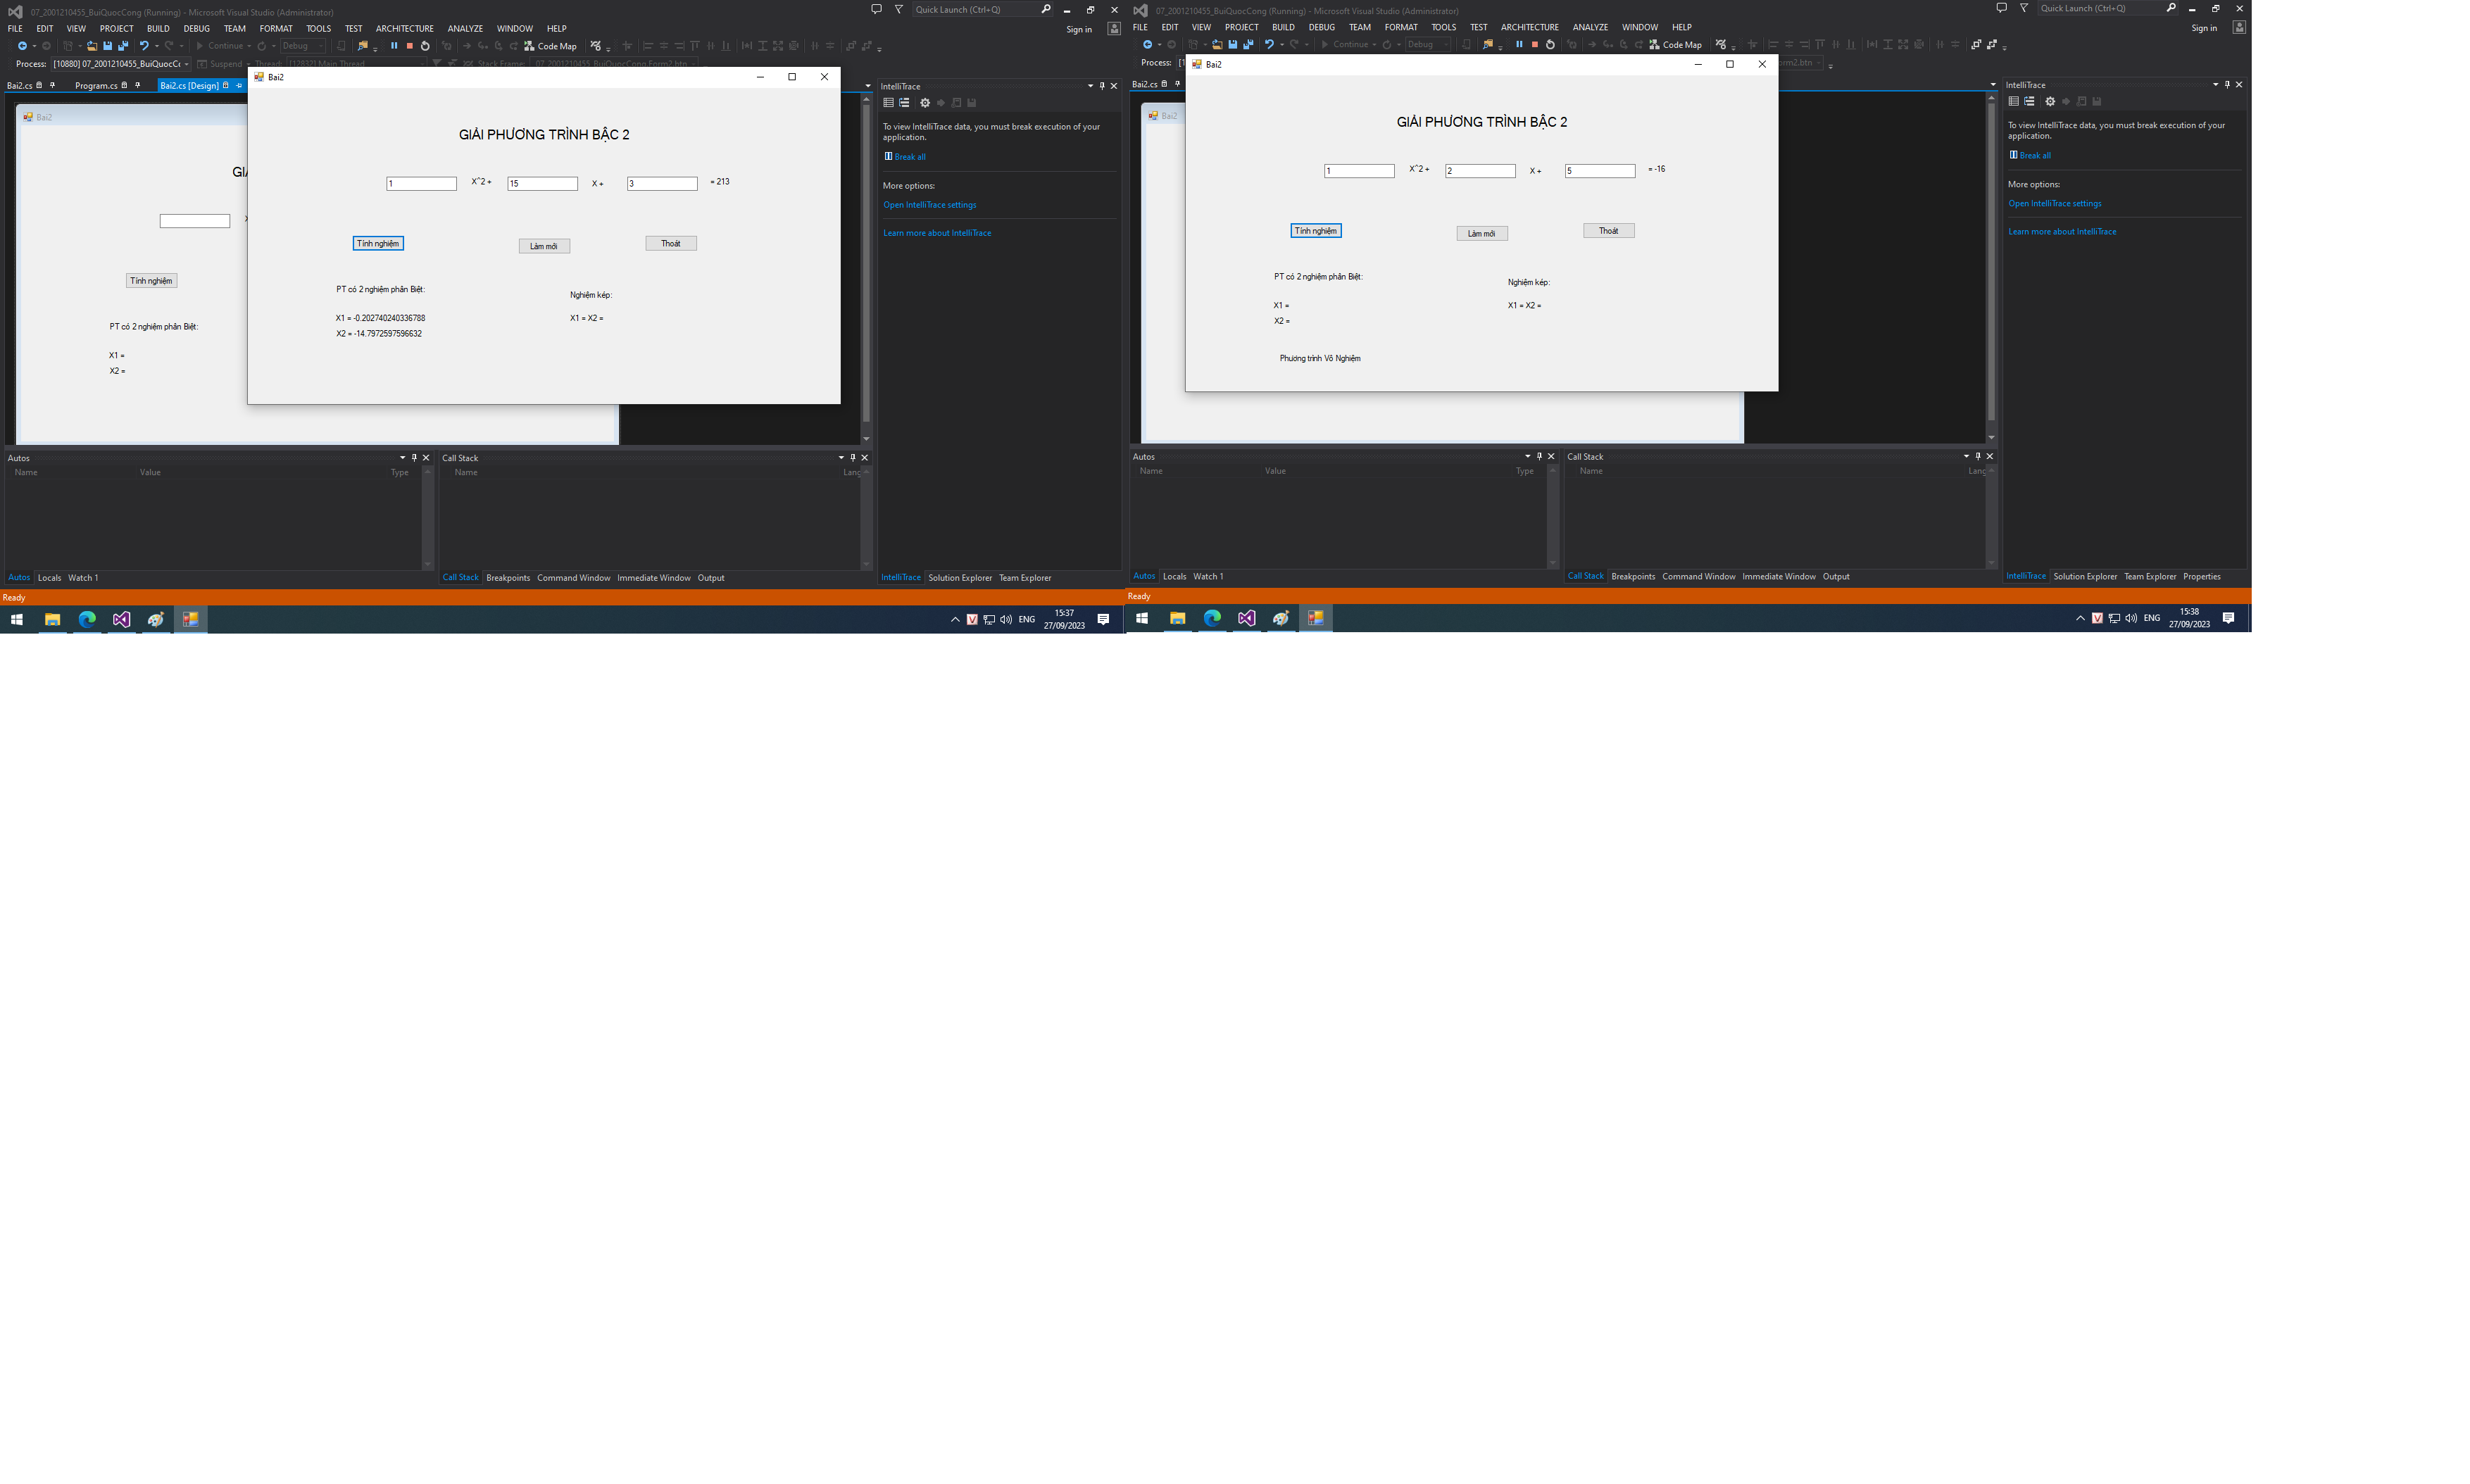 07_2001210455_BuiQuocCong (Running) - Microsoft Visual Studio (Administrator)
Quick Launch (Ctrl+Q)
FILE EDIT VIEW PROJECT BUILD DEBUG TEAM FORMAT TOOLS TEST ARCHITECTURE ANALYZE WINDOW HELP
Sign in
Continue Debug Code Map
Process: [10880] 07_2001210455_BuiQuocCc Suspend Thread: [12832] Main Thread Stack Frame: 07_2001210455_BuiQuocCong.Form2.btn
Bai2.cs Program.cs Bai2.cs [Design]
Bai2
GIẢ
Tính nghiệm
PT có 2 nghiệm phân Biệt:
X1 =
X2 =
Bai2
GIẢI PHƯƠNG TRÌNH BẬC 2
1 X^2 + 15 X + 3 = 213
Tính nghiệm Làm mới Thoát
PT có 2 nghiệm phân Biệt:
Nghiệm kép:
X1 = -0.202740240336788 X1 = X2 =
X2 = -14.7972597596632
IntelliTrace
To view IntelliTrace data, you must break execution of your
application.
Break all
More options:
Open IntelliTrace settings
Learn more about IntelliTrace
Autos
Name Value Type
Call Stack
Name Lang
Autos Locals Watch 1
Call Stack Breakpoints Command Window Immediate Window Output
IntelliTrace Solution Explorer Team Explorer
Ready
ENG
15:37
27/09/2023
07_2001210455_BuiQuocCong (Running) - Microsoft Visual Studio (Administrator)
Quick Launch (Ctrl+Q)
FILE EDIT VIEW PROJECT BUILD DEBUG TEAM FORMAT TOOLS TEST ARCHITECTURE ANALYZE WINDOW HELP
Sign in
Continue Debug Code Map
Process: [1 orm2.btn
Bai2.cs
Bai2
Bai2
GIẢI PHƯƠNG TRÌNH BẬC 2
1 X^2 + 2 X + 5 = -16
Tính nghiệm Làm mới Thoát
PT có 2 nghiệm phân Biệt:
Nghiệm kép:
X1 = X1 = X2 =
X2 =
Phương trình Vô Nghiệm
IntelliTrace
To view IntelliTrace data, you must break execution of your
application.
Break all
More options:
Open IntelliTrace settings
Learn more about IntelliTrace
Autos
Name Value Type
Call Stack
Name Lang
Autos Locals Watch 1
Call Stack Breakpoints Command Window Immediate Window Output
IntelliTrace Solution Explorer Team Explorer Properties
Ready
ENG
15:38
27/09/2023